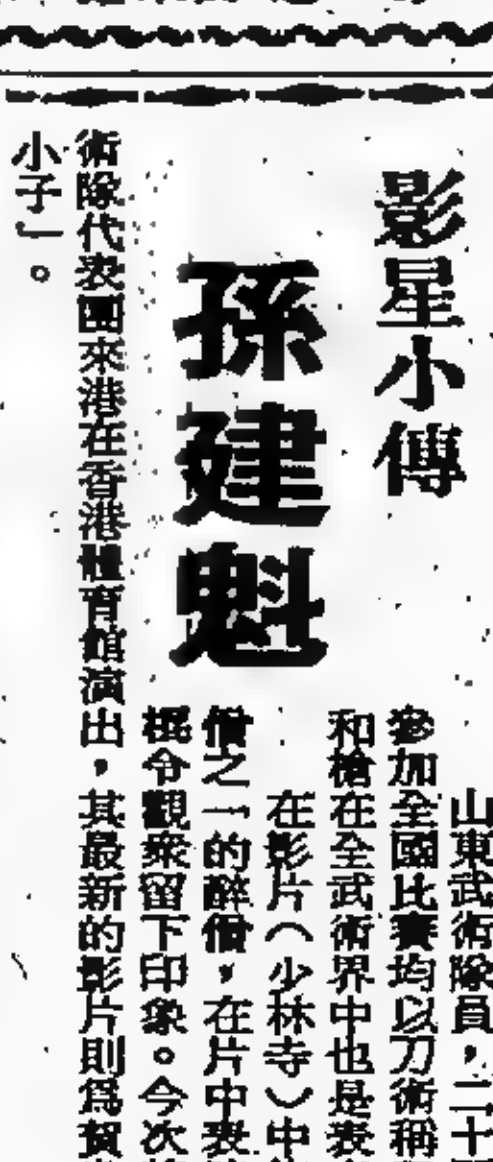 影星小傳
孫建魁
山東武術隊員，二十
參加全國比賽均以刀術稱
和槍在全武術界中也是表
在影片（少林寺）中
僧之一的醉僧，在片中表
棍令觀衆留下印象。今次
術隊代表團來港在香港體育館演出，其最新的影片則爲賀
小子」。